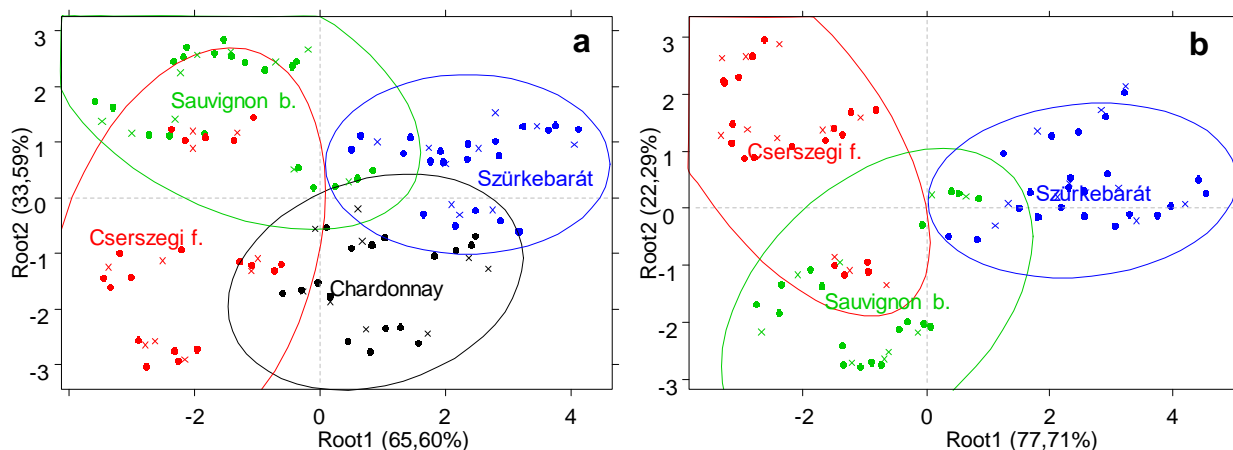 a
3
2
1
0
-1
-2
-3
Root2 (33,59%)
Sauvignon b.
Szürkebarát
Cserszegi f.
Chardonnay
-2
0
2
4
Root1 (65,60%)
b
3
2
1
0
-1
-2
-3
Root2 (22,29%)
Cserszegi f.
Szürkebarát
Sauvignon b.
-2
0
2
4
Root1 (77,71%)